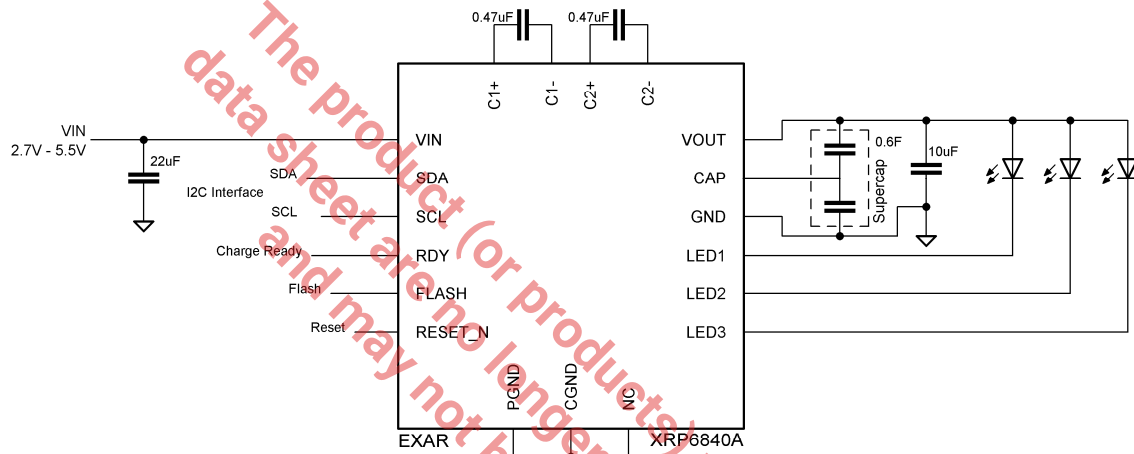 0.47uF
0.47uF
C1+
C1-
C2+
C2-
VIN
2.7V - 5.5V
22uF
I2C Interface
SDA
SCL
Charge Ready
Flash
Reset
VIN
SDA
SCL
RDY
FLASH
RESET_N
VOUT
CAP
GND
LED1
LED2
LED3
0.6F
Supercap
10uF
PGND
CGND
NC
EXAR
XRP6840A
The product (or products)
data sheet are no longer
and may not